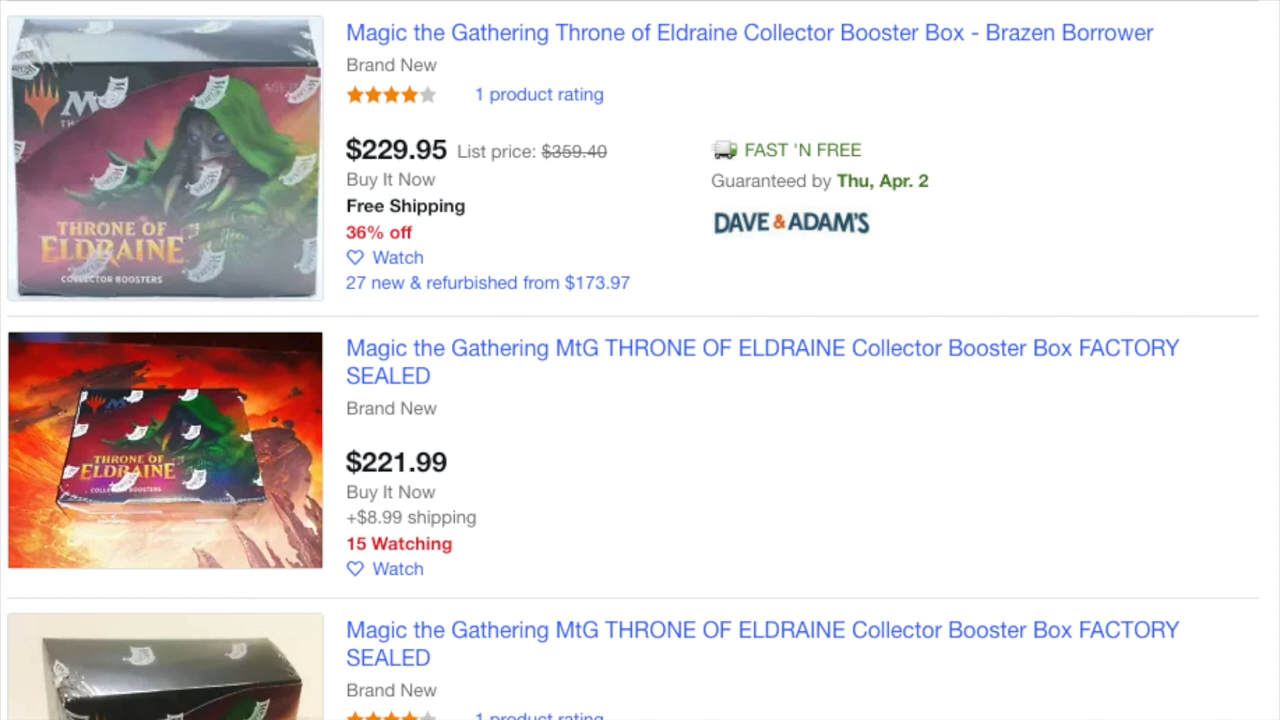 Magic the Gathering Throne of Eldraine Collector Booster Box - Brazen Borrower
Brand New
1 product rating
$229.95 List price: $359.40
FAST 'N FREE
Buy It Now
Guaranteed by Thu, Apr. 2
Free Shipping
DAVE & ADAM'S
36% off
Watch
27 new & refurbished from $173.97
THRONE OF
ELDRAINE
COLLECTOR BOOSTERS
Magic the Gathering MtG THRONE OF ELDRAINE Collector Booster Box FACTORY
SEALED
Brand New
$221.99
Buy It Now
+$8.99 shipping
15 Watching
Watch
THRONE OF
ELDRAINE
Magic the Gathering MtG THRONE OF ELDRAINE Collector Booster Box FACTORY
SEALED
Brand New
1 product rating